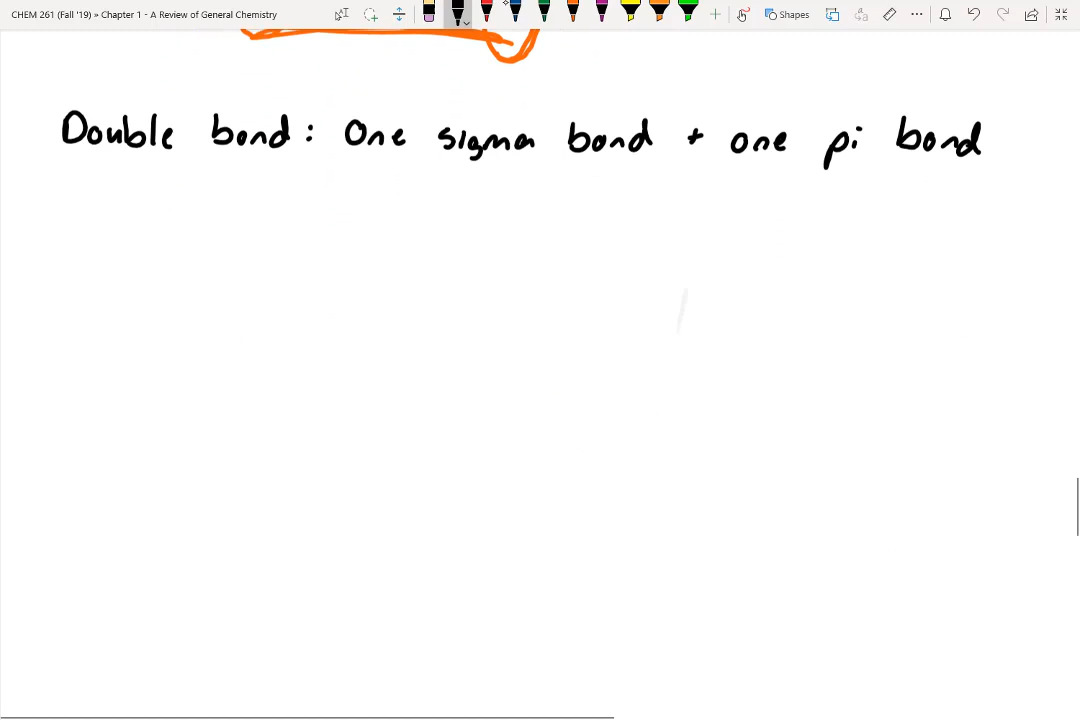 CHEM 261 (Fall '19) » Chapter 1 - A Review of General Chemistry
Shapes
Double bond: One sigma bond + one pi bond